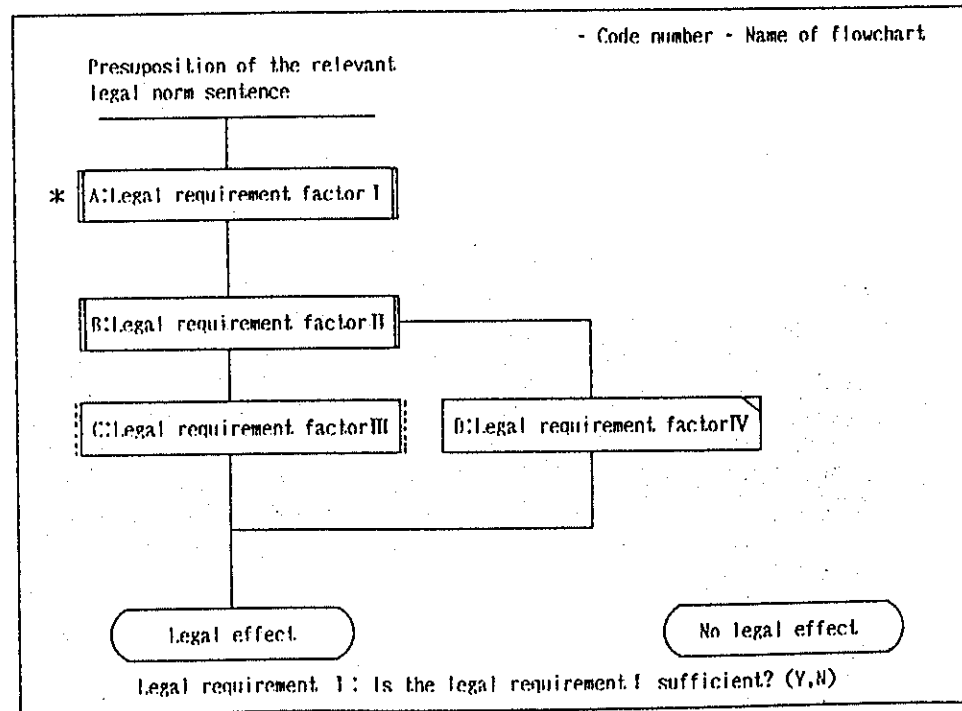 - Code number - Name of flowchart
Presuposition of the relevant
legal norm sentence
* A:Legal requirement factor I
B:Legal requirement factor II
C:Legal requirement factor III
D:Legal requirement factor IV
Legal effect
No legal effect
Legal requirement I: Is the legal requirement I sufficient? (Y,N)